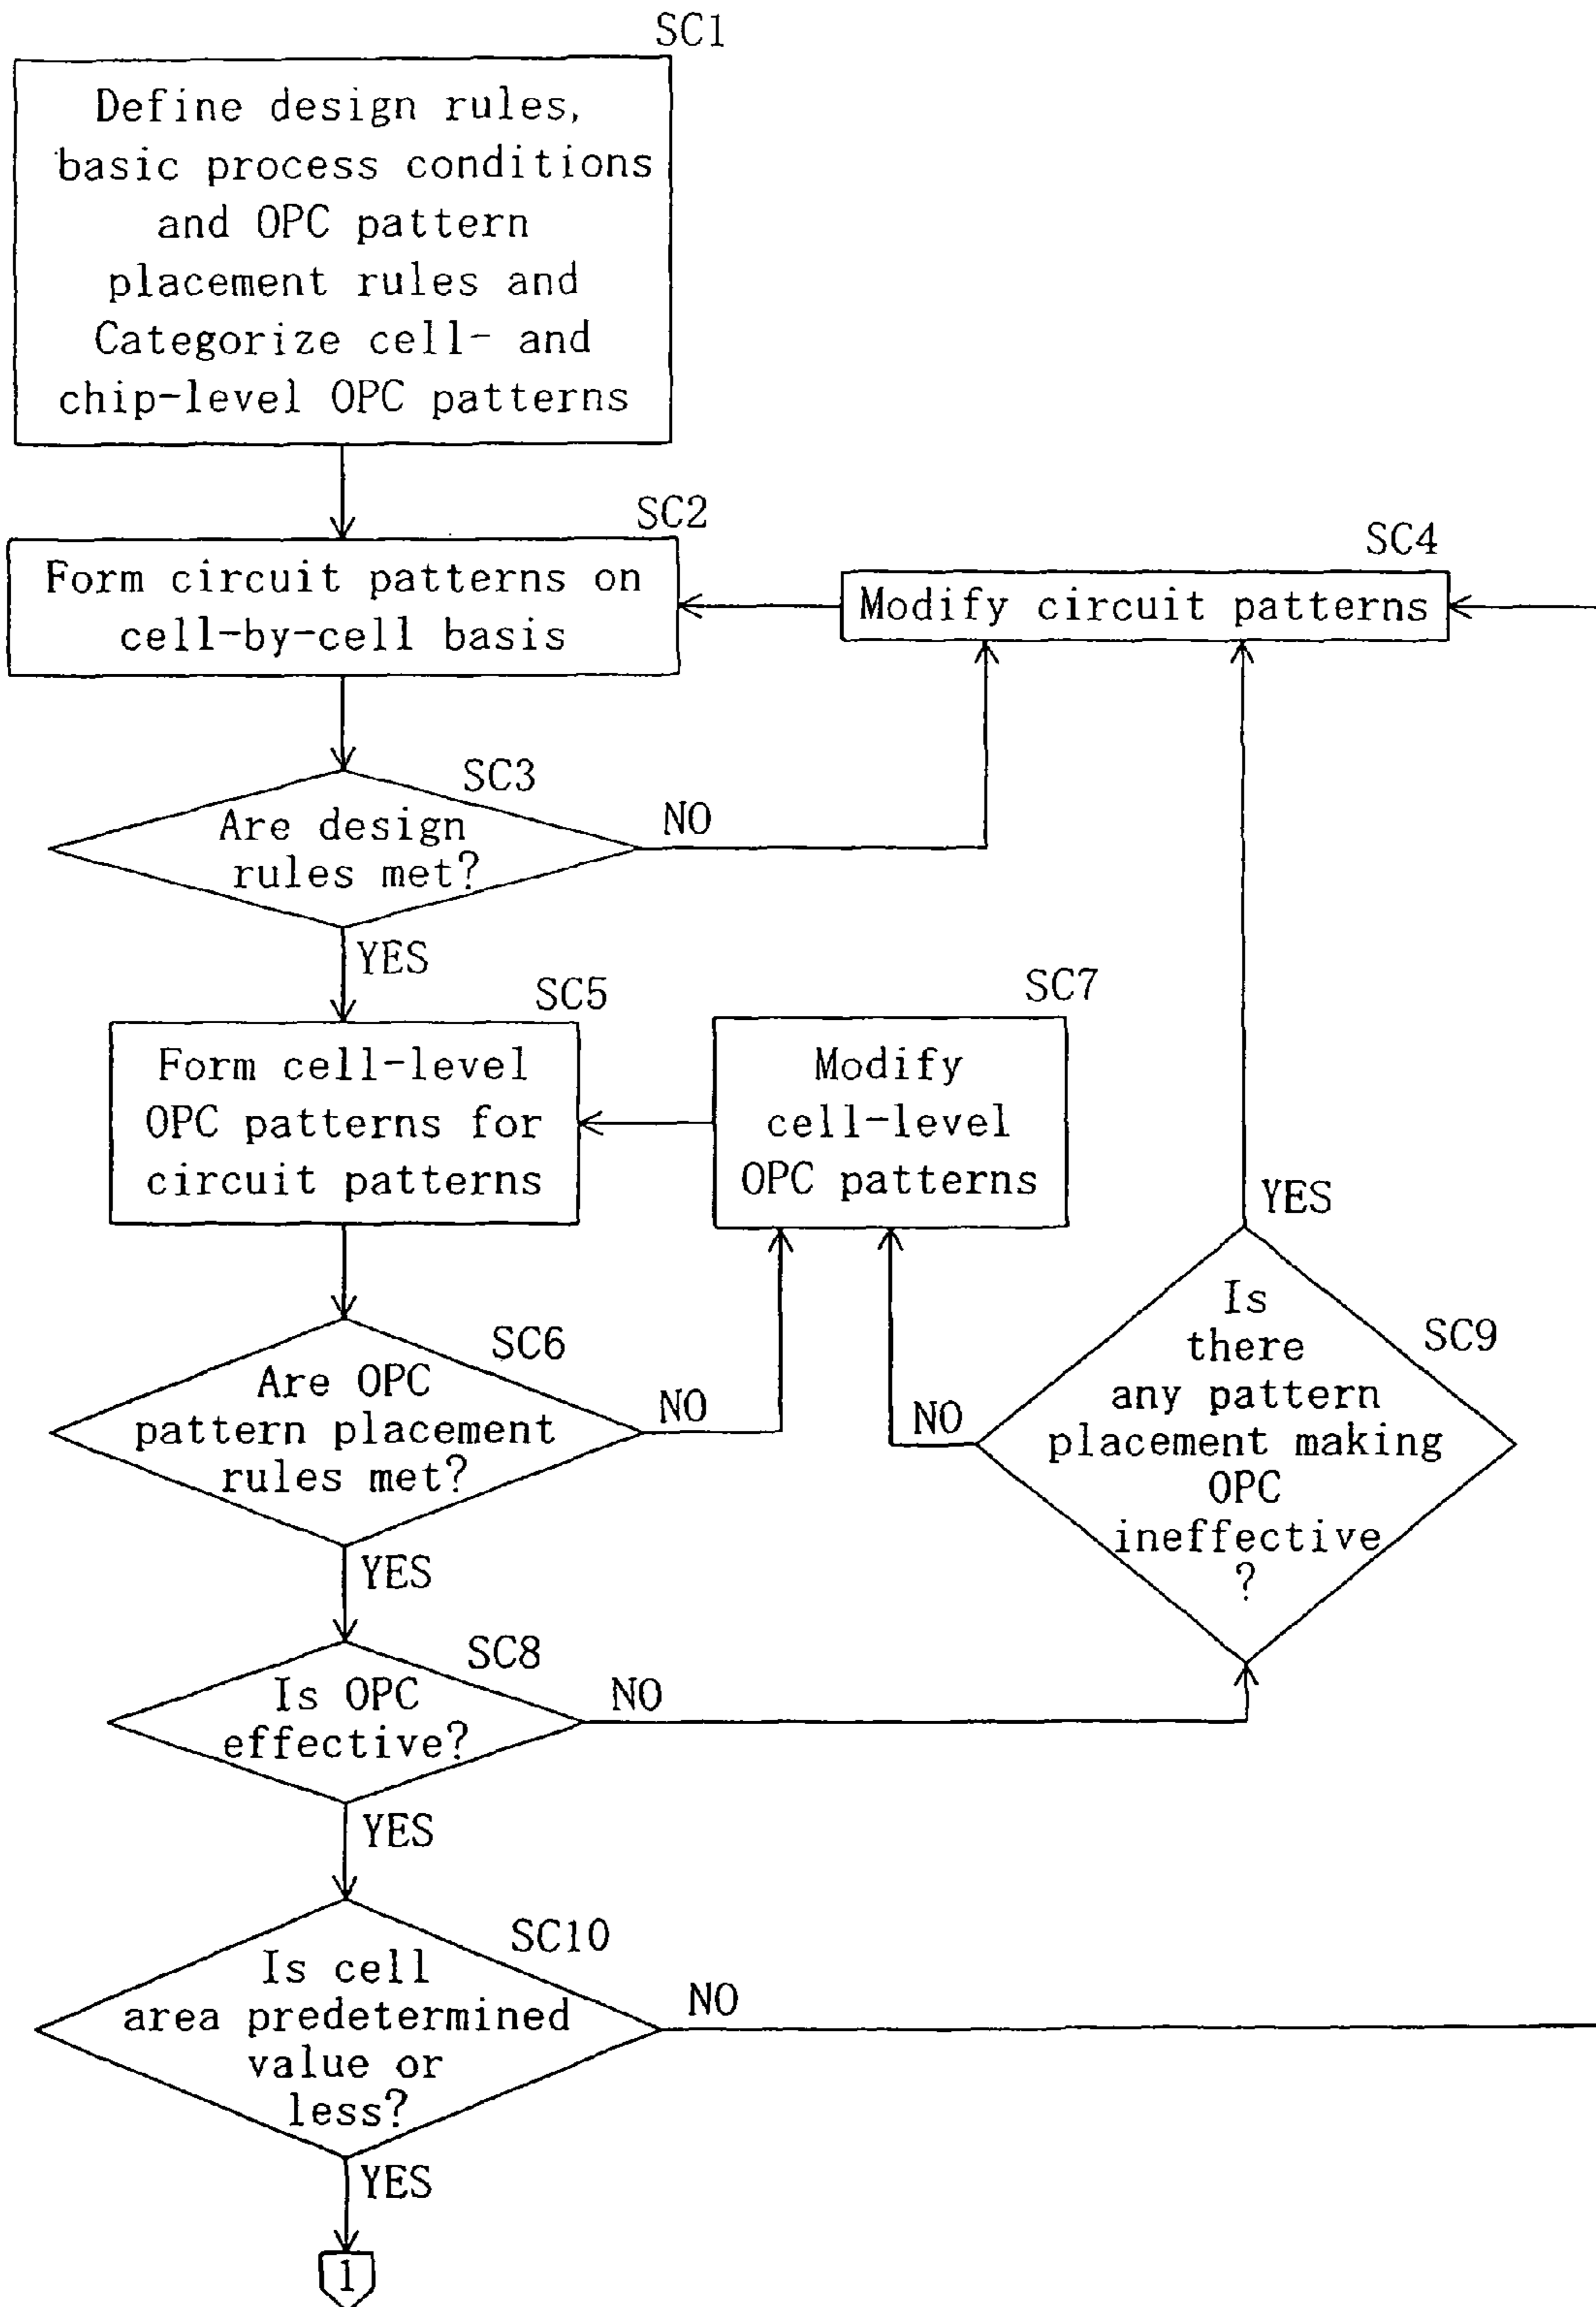 SC1
Define design rules,
basic process conditions
and OPC pattern
placement rules and
Categorize cell- and
chip-level OPC patterns
SC2
Form circuit patterns on
cell-by-cell basis
SC4
Modify circuit patterns
SC3
Are design
rules met?
NO
YES
SC5
Form cell-level
OPC patterns for
circuit patterns
SC7
Modify
cell-level
OPC patterns
YES
SC6
Are OPC
pattern placement
rules met?
NO
NO
SC9
Is
there
any pattern
placement making
OPC
ineffective
?
YES
SC8
Is OPC
effective?
NO
YES
SC10
Is cell
area predetermined
value or
less?
NO
YES
1